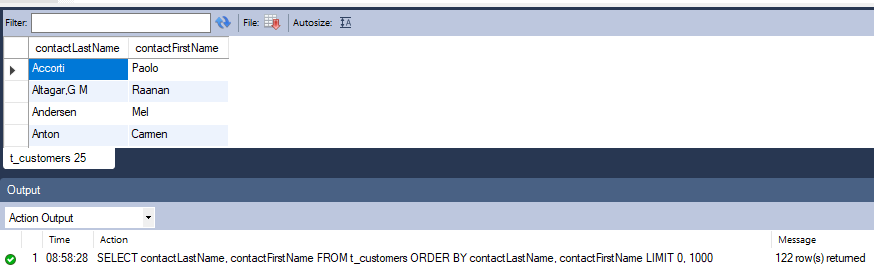 Filter: File: Autosize:
contactLastName contactFirstName
Accorti Paolo
Altagar,G M Raanan
Andersen Mel
Anton Carmen
t_customers 25
Output
Action Output
Time Action Message
1 08:58:28 SELECT contactLastName, contactFirstName FROM t_customers ORDER BY contactLastName, contactFirstName LIMIT 0, 1000 122 row(s) returned